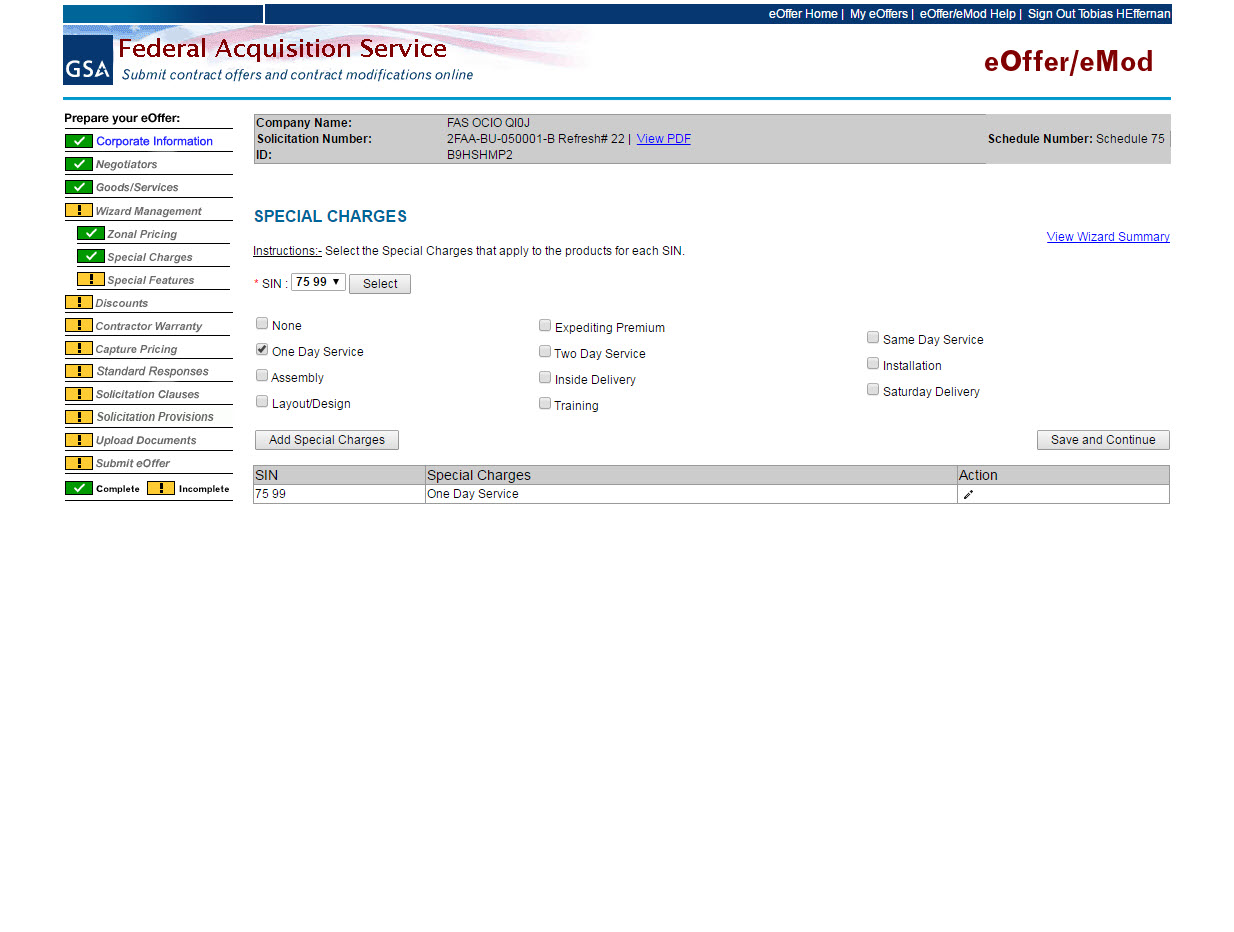 eOffer Home | My eOffers | eOffer/eMod Help | Sign Out Tobias HEffernan
GSA
Federal Acquisition Service
Submit contract offers and contract modifications online
eOffer/eMod
Prepare your eOffer:
Corporate Information
Negotiators
Goods/Services
! Wizard Management
Zonal Pricing
Special Charges
! Special Features
! Discounts
! Contractor Warranty
! Capture Pricing
! Standard Responses
! Solicitation Clauses
! Solicitation Provisions
! Upload Documents
! Submit eOffer
Complete ! Incomplete
Company Name: FAS OCIO QI0J
Solicitation Number: 2FAA-BU-050001-B Refresh# 22 | View PDF Schedule Number: Schedule 75
ID: B9HSHMP2
SPECIAL CHARGES
View Wizard Summary
Instructions:- Select the Special Charges that apply to the products for each SIN.
* SIN : 75 99 Select
None Expediting Premium Same Day Service
One Day Service Two Day Service Installation
Assembly Inside Delivery Saturday Delivery
Layout/Design Training
Add Special Charges Save and Continue
SIN Special Charges Action
75 99 One Day Service